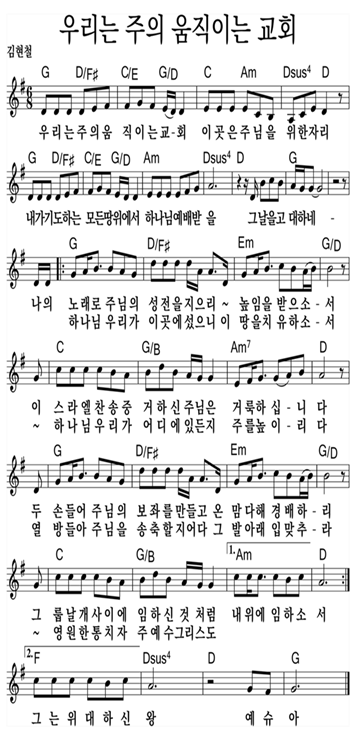 우리는 주의 움직이는 교회
김현철
G D/F♯ C/E G/D C Am Dsus4 D
우리는주의움 직이는교-회 이곳은주님을 위한자리
G D/F♯ C/E G/D Am Dsus4 D G
내가기도하는 모든땅위에서 하나님예배받 을 그날을고 대하네 -
G D/F♯ Em G/D
나의 노래로주님의 성전을지으리~ 높임을받으소-서
하나님우리가 이곳에섰으니이 땅을치유하소-서
C G/B Am7 D
이 스라엘찬송중 거하신주님은 거룩하십-니 다
~ 하나님우리가 어디에있든지 주를높이-리 다
G D/F♯ Em G/D
두 손들어주님의 보좌를만들고온 맘다해경배하-리
열 방들아주님을 송축할지어다그 발아래입맞추-라
C G/B 1. Am D
그 룹날개사이에 임하신것처럼 내위에임하소 서
~ 영원한통치자 주예수그리스도
2. F Dsus4 D G
그는위대하신 왕 예슈아